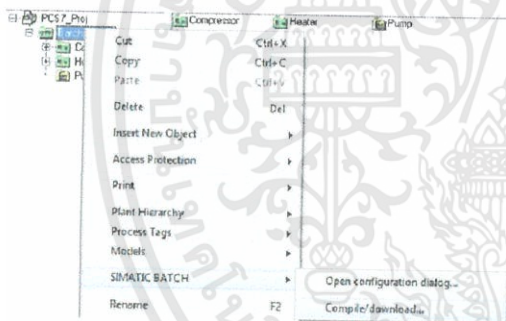 PCS7_Proj
Compressor
Heater
Pump
Cut Ctrl+X
Copy Ctrl+C
Paste Ctrl+V
Delete Del
Insert New Object
Access Protection
Print
Plant Hierarchy
Process Tags
Models
SIMATIC BATCH
Open configuration dialog...
Compile/download...
Rename F2